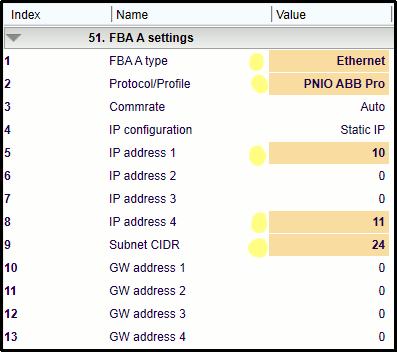 Index Name Value
51. FBA A settings
1 FBA A type Ethernet
2 Protocol/Profile PNIO ABB Pro
3 Commrate Auto
4 IP configuration Static IP
5 IP address 1 10
6 IP address 2 0
7 IP address 3 0
8 IP address 4 11
9 Subnet CIDR 24
10 GW address 1 0
11 GW address 2 0
12 GW address 3 0
13 GW address 4 0